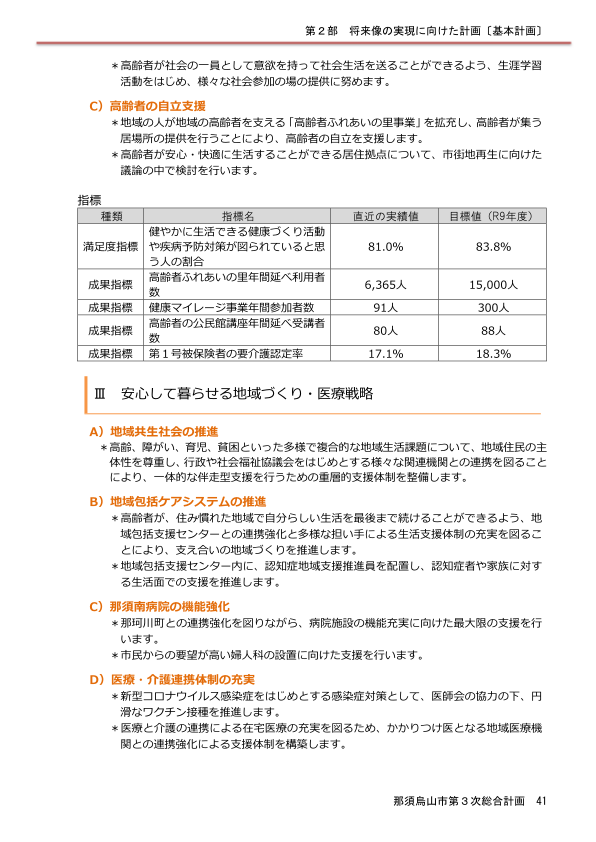 第２部　将来像の実現に向けた計画〔基本計画〕
＊高齢者が社会の一員として意欲を持って社会生活を送ることができるよう、生涯学習
活動をはじめ、様々な社会参加の場の提供に努めます。
C）高齢者の自立支援
＊地域の人が地域の高齢者を支える「高齢者ふれあいの里事業」を拡充し、高齢者が集う
居場所の提供を行うことにより、高齢者の自立を支援します。
＊高齢者が安心・快適に生活することができる居住拠点について、市街地再生に向けた
議論の中で検討を行います。
指標
種類　指標名　直近の実績値　目標値（R9年度）
健やかに生活できる健康づくり活動
満足度指標　や疾病予防対策が図られていると思　81.0%　83.8%
う人の割合
成果指標　高齢者ふれあいの里年間延べ利用者　6,365人　15,000人
数
成果指標　健康マイレージ事業年間参加者数　91人　300人
成果指標　高齢者の公民館講座年間延べ受講者　80人　88人
数
成果指標　第１号被保険者の要介護認定率　17.1%　18.3%
Ⅲ　安心して暮らせる地域づくり・医療戦略
A）地域共生社会の推進
＊高齢、障がい、育児、貧困といった多様で複合的な地域生活課題について、地域住民の主
体性を尊重し、行政や社会福祉協議会をはじめとする様々な関連機関との連携を図ること
により、一体的な伴走型支援を行うための重層的支援体制を整備します。
B）地域包括ケアシステムの推進
＊高齢者が、住み慣れた地域で自分らしい生活を最後まで続けることができるよう、地
域包括支援センターとの連携強化と多様な担い手による生活支援体制の充実を図るこ
とにより、支え合いの地域づくりを推進します。
＊地域包括支援センター内に、認知症地域支援推進員を配置し、認知症者や家族に対す
る生活面での支援を推進します。
C）那須南病院の機能強化
＊那珂川町との連携強化を図りながら、病院施設の機能充実に向けた最大限の支援を行
います。
＊市民からの要望が高い婦人科の設置に向けた支援を行います。
D）医療・介護連携体制の充実
＊新型コロナウイルス感染症をはじめとする感染症対策として、医師会の協力の下、円
滑なワクチン接種を推進します。
＊医療と介護の連携による在宅医療の充実を図るため、かかりつけ医となる地域医療機
関との連携強化による支援体制を構築します。
那須烏山市第３次総合計画　41